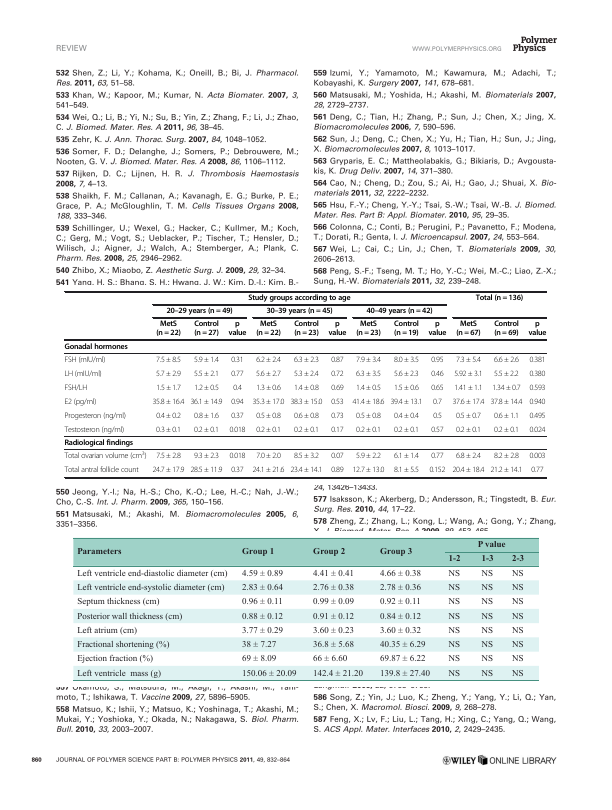 REVIEW
WWW.POLYMERPHYSICS.ORG
Polymer
Physics
532 Shen, Z.; Li, Y.; Kohama, K.; Oneill, B.; Bi, J. Pharmacol.
Res. 2011, 63, 51–58.
533 Khan, W.; Kapoor, M.; Kumar, N. Acta Biomater. 2007, 3,
541–549.
534 Wei, Q.; Li, B.; Yi, N.; Su, B.; Yin, Z.; Zhang, F.; Li, J.; Zhao,
C. J. Biomed. Mater. Res. A 2011, 96, 38–45.
535 Zehr, K. J. Ann. Thorac. Surg. 2007, 84, 1048–1052.
536 Somer, F. D.; Delanghe, J.; Somers, P.; Debrouwere, M.;
Nooten, G. V. J. Biomed. Mater. Res. A 2008, 86, 1106–1112.
537 Rijken, D. C.; Lijnen, H. R. J. Thrombosis Haemostasis
2008, 7, 4–13.
538 Shaikh, F. M.; Callanan, A.; Kavanagh, E. G.; Burke, P. E.;
Grace, P. A.; McGloughlin, T. M. Cells Tissues Organs 2008,
188, 333–346.
539 Schillinger, U.; Wexel, G.; Hacker, C.; Kullmer, M.; Koch,
C.; Gerg, M.; Vogt, S.; Ueblacker, P.; Tischer, T.; Hensler, D.;
Wilisch, J.; Aigner, J.; Walch, A.; Stemberger, A.; Plank, C.
Pharm. Res. 2008, 25, 2946–2962.
540 Zhibo, X.; Miaobo, Z. Aesthetic Surg. J. 2009, 29, 32–34.
541 Yang, H. S.; Bhang, S. H.; Hwang, J. W.; Kim, D.-I.; Kim, B.-
559 Izumi, Y.; Yamamoto, M.; Kawamura, M.; Adachi, T.;
Kobayashi, K. Surgery 2007, 141, 678–681.
560 Matsusaki, M.; Yoshida, H.; Akashi, M. Biomaterials 2007,
28, 2729–2737.
561 Deng, C.; Tian, H.; Zhang, P.; Sun, J.; Chen, X.; Jing, X.
Biomacromolecules 2006, 7, 590–596.
562 Sun, J.; Deng, C.; Chen, X.; Yu, H.; Tian, H.; Sun, J.; Jing,
X. Biomacromolecules 2007, 8, 1013–1017.
563 Gryparis, E. C.; Mattheolabakis, G.; Bikiaris, D.; Avgousta-
kis, K. Drug Deliv. 2007, 14, 371–380.
564 Cao, N.; Cheng, D.; Zou, S.; Ai, H.; Gao, J.; Shuai, X. Bio-
materials 2011, 32, 2222–2232.
565 Hsu, F.-Y.; Cheng, Y.-Y.; Tsai, S.-W.; Tsai, W.-B. J. Biomed.
Mater. Res. Part B: Appl. Biomater. 2010, 95, 29–35.
566 Colonna, C.; Conti, B.; Perugini, P.; Pavanetto, F.; Modena,
T.; Dorati, R.; Genta, I. J. Microencapsul. 2007, 24, 553–564.
567 Wei, L.; Cai, C.; Lin, J.; Chen, T. Biomaterials 2009, 30,
2606–2613.
568 Peng, S.-F.; Tseng, M. T.; Ho, Y.-C.; Wei, M.-C.; Liao, Z.-X.;
Sung, H.-W. Biomaterials 2011, 32, 239–248.
Study groups according to age Total (n = 136)
20–29 years (n = 49) 30–39 years (n = 45) 40–49 years (n = 42)
MetS Control p MetS Control p MetS Control p MetS Control p
(n = 22) (n = 27) value (n = 22) (n = 23) value (n = 23) (n = 19) value (n = 67) (n = 69) value
Gonadal hormones
FSH (mIU/ml) 7.5 ± 8.5 5.9 ± 1.4 0.31 6.2 ± 2.4 6.3 ± 2.3 0.87 7.9 ± 3.4 8.0 ± 3.5 0.95 7.3 ± 5.4 6.6 ± 2.6 0.381
LH (mIU/ml) 5.7 ± 2.9 5.5 ± 2.1 0.77 5.6 ± 2.7 5.3 ± 2.4 0.72 6.3 ± 3.5 5.6 ± 2.3 0.46 5.92 ± 3.1 5.5 ± 2.2 0.380
FSH/LH 1.5 ± 1.7 1.2 ± 0.5 0.4 1.3 ± 0.6 1.4 ± 0.8 0.69 1.4 ± 0.5 1.5 ± 0.6 0.65 1.41 ± 1.1 1.34 ± 0.7 0.593
E2 (pg/ml) 35.8 ± 16.4 36.1 ± 14.9 0.94 35.3 ± 17.0 38.3 ± 15.0 0.53 41.4 ± 18.6 39.4 ± 13.1 0.7 37.6 ± 17.4 37.8 ± 14.4 0.940
Progesteron (ng/ml) 0.4 ± 0.2 0.8 ± 1.6 0.37 0.5 ± 0.8 0.6 ± 0.8 0.73 0.5 ± 0.8 0.4 ± 0.4 0.5 0.5 ± 0.7 0.6 ± 1.1 0.495
Testosteron (ng/ml) 0.3 ± 0.1 0.2 ± 0.1 0.018 0.2 ± 0.1 0.2 ± 0.1 0.17 0.2 ± 0.1 0.2 ± 0.1 0.57 0.2 ± 0.1 0.2 ± 0.1 0.024
Radiological findings
Total ovarian volume (cm³) 7.5 ± 2.8 9.3 ± 2.3 0.018 7.0 ± 2.0 8.5 ± 3.2 0.07 5.9 ± 2.2 6.1 ± 1.4 0.77 6.8 ± 2.4 8.2 ± 2.8 0.003
Total antral follicule count 24.7 ± 17.9 28.5 ± 11.9 0.37 24.1 ± 21.6 23.4 ± 14.1 0.89 12.7 ± 13.0 8.1 ± 5.5 0.152 20.4 ± 18.4 21.2 ± 14.1 0.77
550 Jeong, Y.-I.; Na, H.-S.; Cho, K.-O.; Lee, H.-C.; Nah, J.-W.;
Cho, C.-S. Int. J. Pharm. 2009, 365, 150–156.
551 Matsusaki, M.; Akashi, M. Biomacromolecules 2005, 6,
3351–3356.
24, 13426–13433.
577 Isaksson, K.; Akerberg, D.; Andersson, R.; Tingstedt, B. Eur.
Surg. Res. 2010, 44, 17–22.
578 Zheng, Z.; Zhang, L.; Kong, L.; Wang, A.; Gong, Y.; Zhang,
Parameters Group 1 Group 2 Group 3 P value
1-2 1-3 2-3
Left ventricle end-diastolic diameter (cm) 4.59 ± 0.89 4.41 ± 0.41 4.66 ± 0.38 NS NS NS
Left ventricle end-systolic diameter (cm) 2.83 ± 0.64 2.76 ± 0.38 2.78 ± 0.36 NS NS NS
Septum thickness (cm) 0.96 ± 0.11 0.99 ± 0.09 0.92 ± 0.11 NS NS NS
Posterior wall thickness (cm) 0.88 ± 0.12 0.91 ± 0.12 0.84 ± 0.12 NS NS NS
Left atrium (cm) 3.77 ± 0.29 3.60 ± 0.23 3.60 ± 0.32 NS NS NS
Fractional shortening (%) 38 ± 7.27 36.8 ± 5.68 40.35 ± 6.29 NS NS NS
Ejection fraction (%) 69 ± 8.09 66 ± 6.60 69.87 ± 6.22 NS NS NS
Left ventricle mass (g) 150.06 ± 20.09 142.4 ± 21.20 139.8 ± 27.40 NS NS NS
557 Okamoto, S.; Matsuura, M.; Akagi, T.; Akashi, M.; Tani-
moto, T.; Ishikawa, T. Vaccine 2009, 27, 5896–5905.
558 Matsuo, K.; Ishii, Y.; Matsuo, K.; Yoshinaga, T.; Akashi, M.;
Mukai, Y.; Yoshioka, Y.; Okada, N.; Nakagawa, S. Biol. Pharm.
Bull. 2010, 33, 2003–2007.
586 Song, Z.; Yin, J.; Luo, K.; Zheng, Y.; Yang, Y.; Li, Q.; Yan,
S.; Chen, X. Macromol. Biosci. 2009, 9, 268–278.
587 Feng, X.; Lv, F.; Liu, L.; Tang, H.; Xing, C.; Yang, Q.; Wang,
S. ACS Appl. Mater. Interfaces 2010, 2, 2429–2435.
860 JOURNAL OF POLYMER SCIENCE PART B: POLYMER PHYSICS 2011, 49, 832–864
WILEY ONLINE LIBRARY